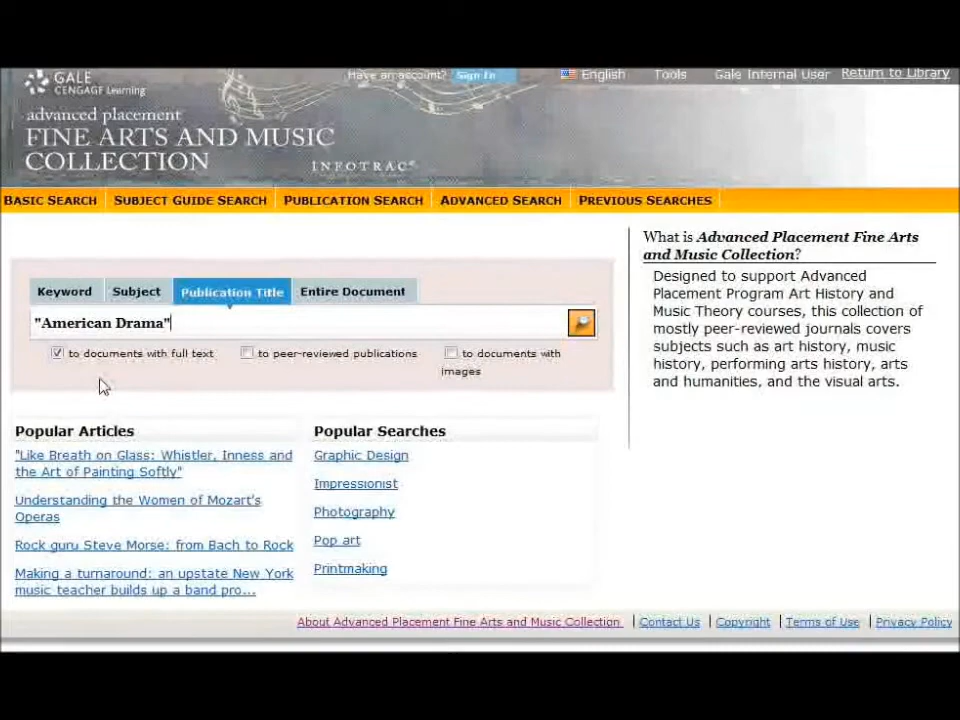 GALE
CENGAGE Learning
Have an account? Sign In English Tools Gale Internal User Return to Library
advanced placement
FINE ARTS AND MUSIC
COLLECTION INFOTRAC®
BASIC SEARCH SUBJECT GUIDE SEARCH PUBLICATION SEARCH ADVANCED SEARCH PREVIOUS SEARCHES
Keyword Subject Publication Title Entire Document
"American Drama"
to documents with full text to peer-reviewed publications to documents with
images
What is Advanced Placement Fine Arts
and Music Collection?
Designed to support Advanced
Placement Program Art History and
Music Theory courses, this collection of
mostly peer-reviewed journals covers
subjects such as art history, music
history, performing arts history, arts
and humanities, and the visual arts.
Popular Articles
"Like Breath on Glass: Whistler, Inness and
the Art of Painting Softly"
Understanding the Women of Mozart's
Operas
Rock guru Steve Morse: from Bach to Rock
Making a turnaround: an upstate New York
music teacher builds up a band pro...
Popular Searches
Graphic Design
Impressionist
Photography
Pop art
Printmaking
About Advanced Placement Fine Arts and Music Collection | Contact Us | Copyright | Terms of Use | Privacy Policy